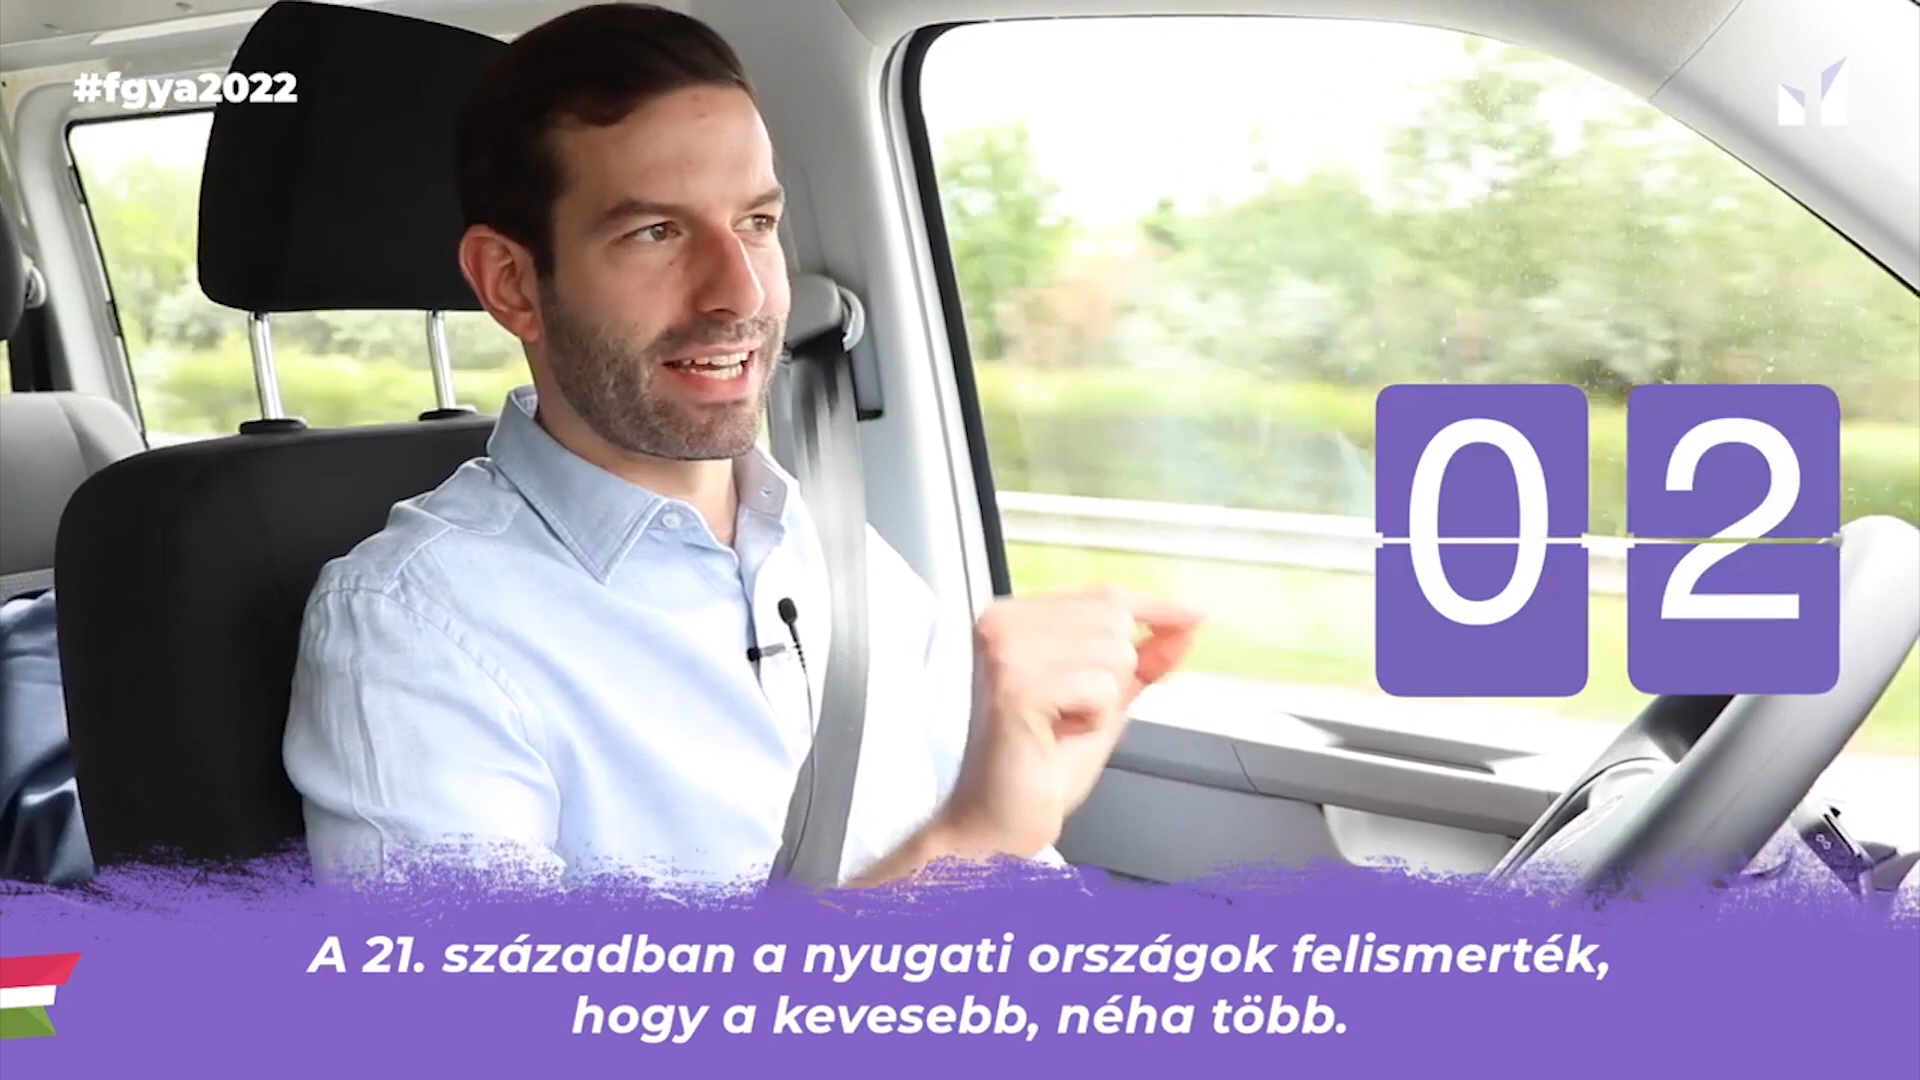 #fgya2022
02
A 21. században a nyugati országok felismerték,
hogy a kevesebb, néha több.